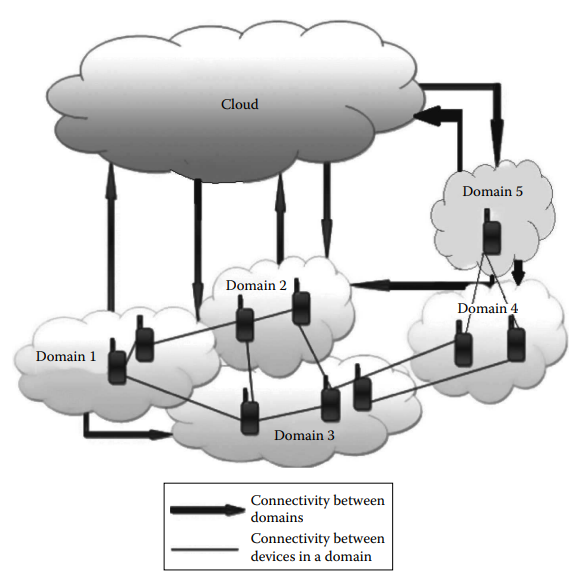 Cloud
Domain 5
Domain 2
Domain 4
Domain 1
Domain 3
Connectivity between
domains
Connectivity between
devices in a domain